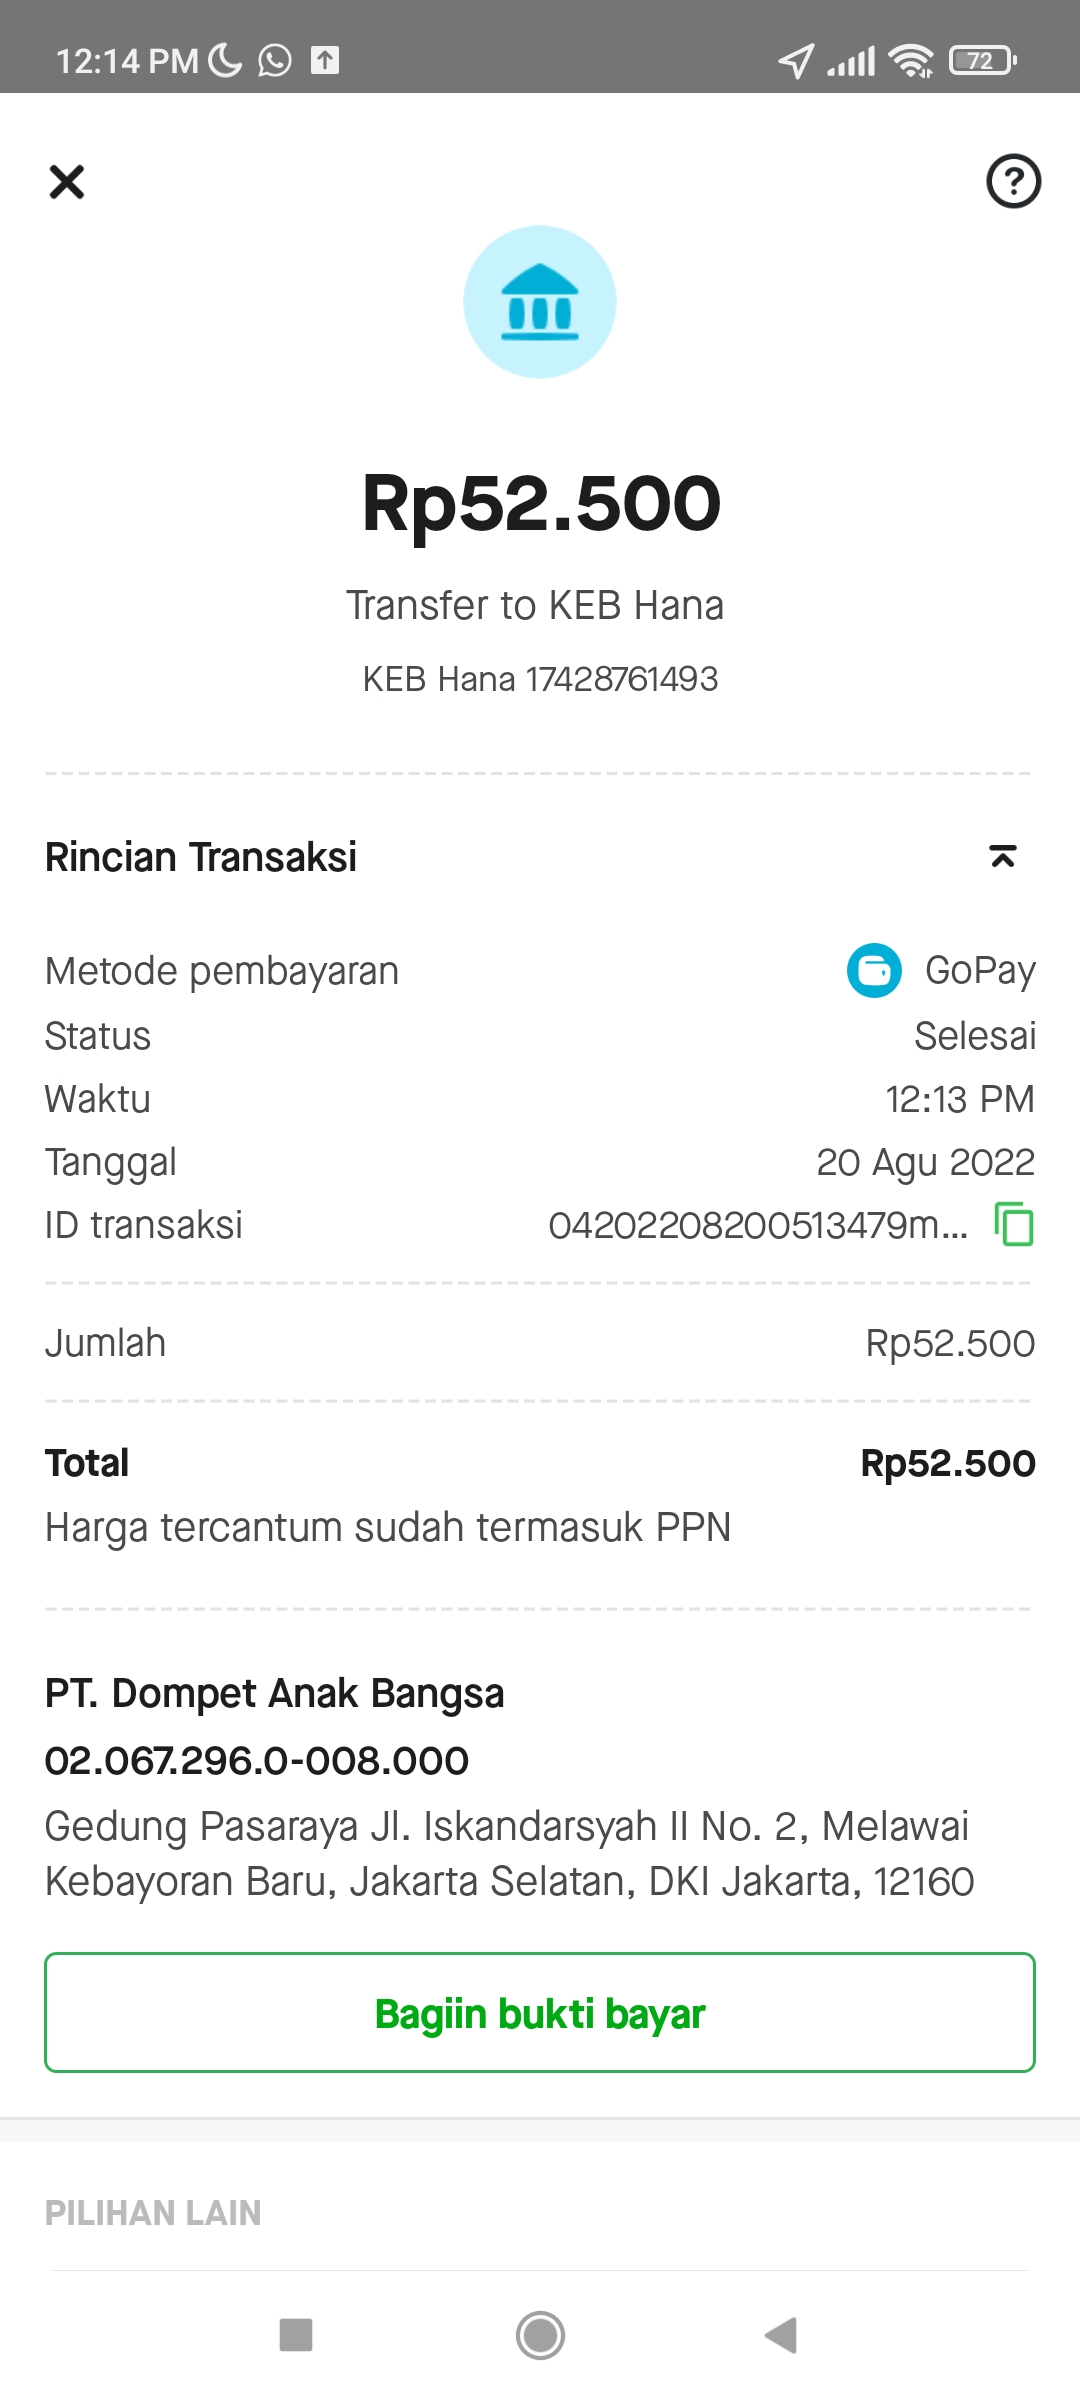 12:14 PM
72
Rp52.500
Transfer to KEB Hana
KEB Hana 17428761493
Rincian Transaksi
Metode pembayaran GoPay
Status Selesai
Waktu 12:13 PM
Tanggal 20 Agu 2022
ID transaksi 04202208200513479m...
Jumlah Rp52.500
Total Rp52.500
Harga tercantum sudah termasuk PPN
PT. Dompet Anak Bangsa
02.067.296.0-008.000
Gedung Pasaraya Jl. Iskandarsyah II No. 2, Melawai
Kebayoran Baru, Jakarta Selatan, DKI Jakarta, 12160
Bagiin bukti bayar
PILIHAN LAIN